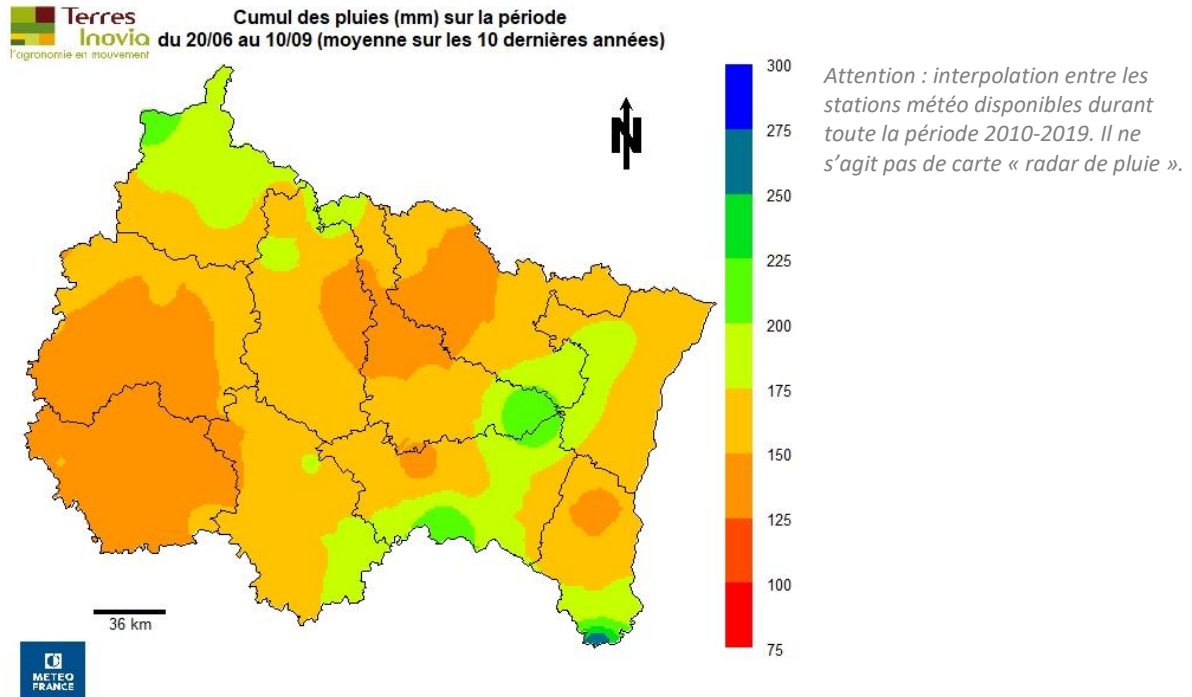 Terres
Inovia
l'agronomie en mouvement
Cumul des pluies (mm) sur la période
du 20/06 au 10/09 (moyenne sur les 10 dernières années)
N
300
275
250
225
200
175
150
125
100
75
Attention : interpolation entre les
stations météo disponibles durant
toute la période 2010-2019. Il ne
s'agit pas de carte « radar de pluie ».
36 km
METEO
FRANCE